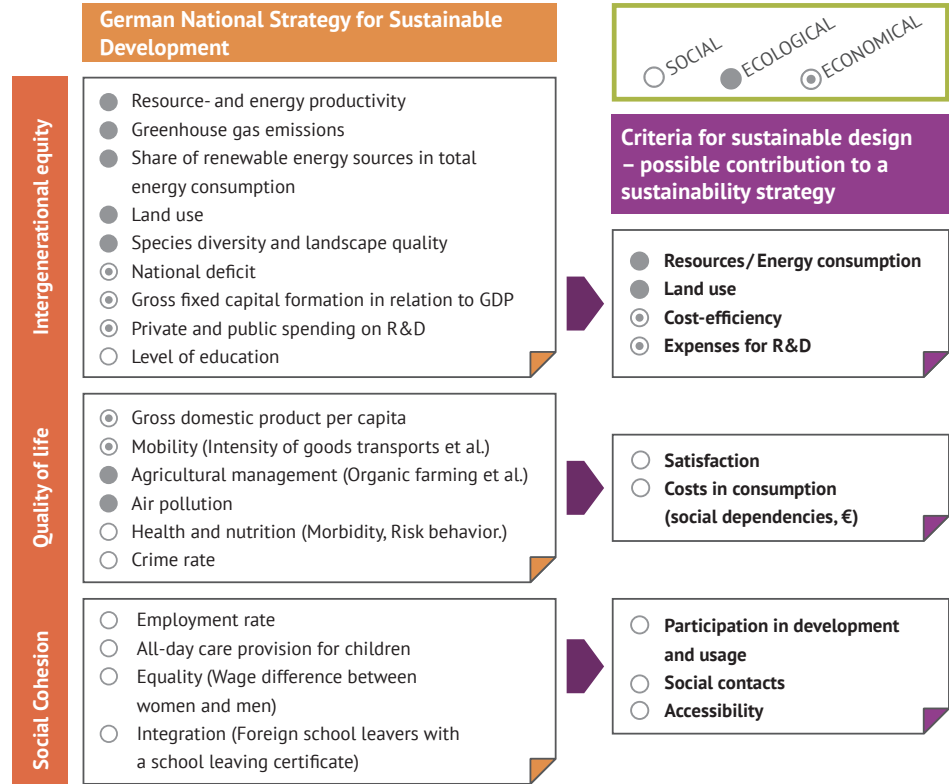 German National Strategy for Sustainable
Development
SOCIAL
ECOLOGICAL
ECONOMICAL
Criteria for sustainable design
– possible contribution to a
sustainability strategy
Intergenerational equity
Resource- and energy productivity
Greenhouse gas emissions
Share of renewable energy sources in total
energy consumption
Land use
Species diversity and landscape quality
National deficit
Gross fixed capital formation in relation to GDP
Private and public spending on R&D
Level of education
Resources/Energy consumption
Land use
Cost-efficiency
Expenses for R&D
Quality of life
Gross domestic product per capita
Mobility (Intensity of goods transports et al.)
Agricultural management (Organic farming et al.)
Air pollution
Health and nutrition (Morbidity, Risk behavior.)
Crime rate
Satisfaction
Costs in consumption
(social dependencies, €)
Social Cohesion
Employment rate
All-day care provision for children
Equality (Wage difference between
women and men)
Integration (Foreign school leavers with
a school leaving certificate)
Participation in development
and usage
Social contacts
Accessibility